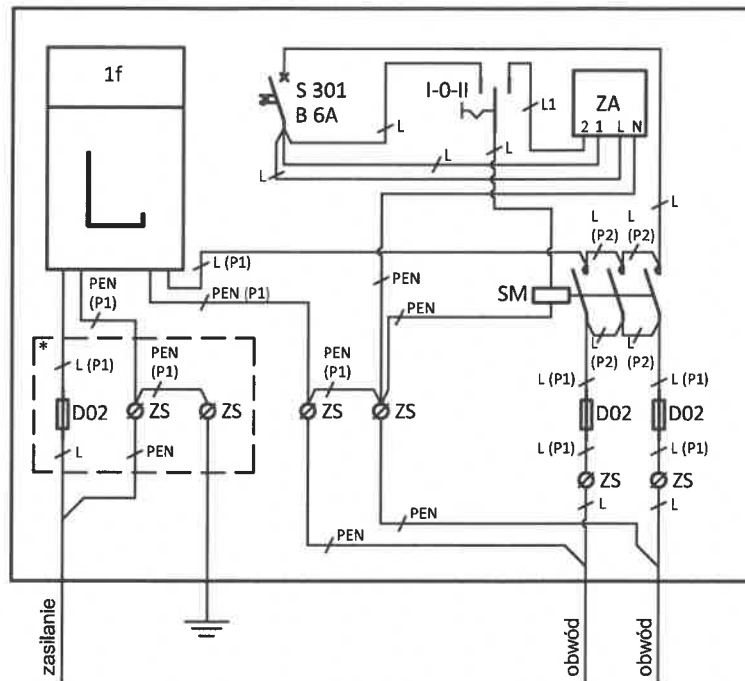 1f
S 301
B 6A
I-0-II
ZA
2 1 L N
L
L1
L
L
L
L
L
(P2)
L
(P2)
L (P1)
PEN
(P1)
PEN (P1)
PEN
PEN
SM
L
(P2)
L
(P2)
*
L (P1)
PEN
(P1)
PEN
(P1)
L (P1)
L (P1)
D02
ZS
ZS
ZS
ZS
D02
D02
L
PEN
L (P1)
L (P1)
ZS
ZS
L
L
PEN
PEN
zasilanie
obwód
obwód